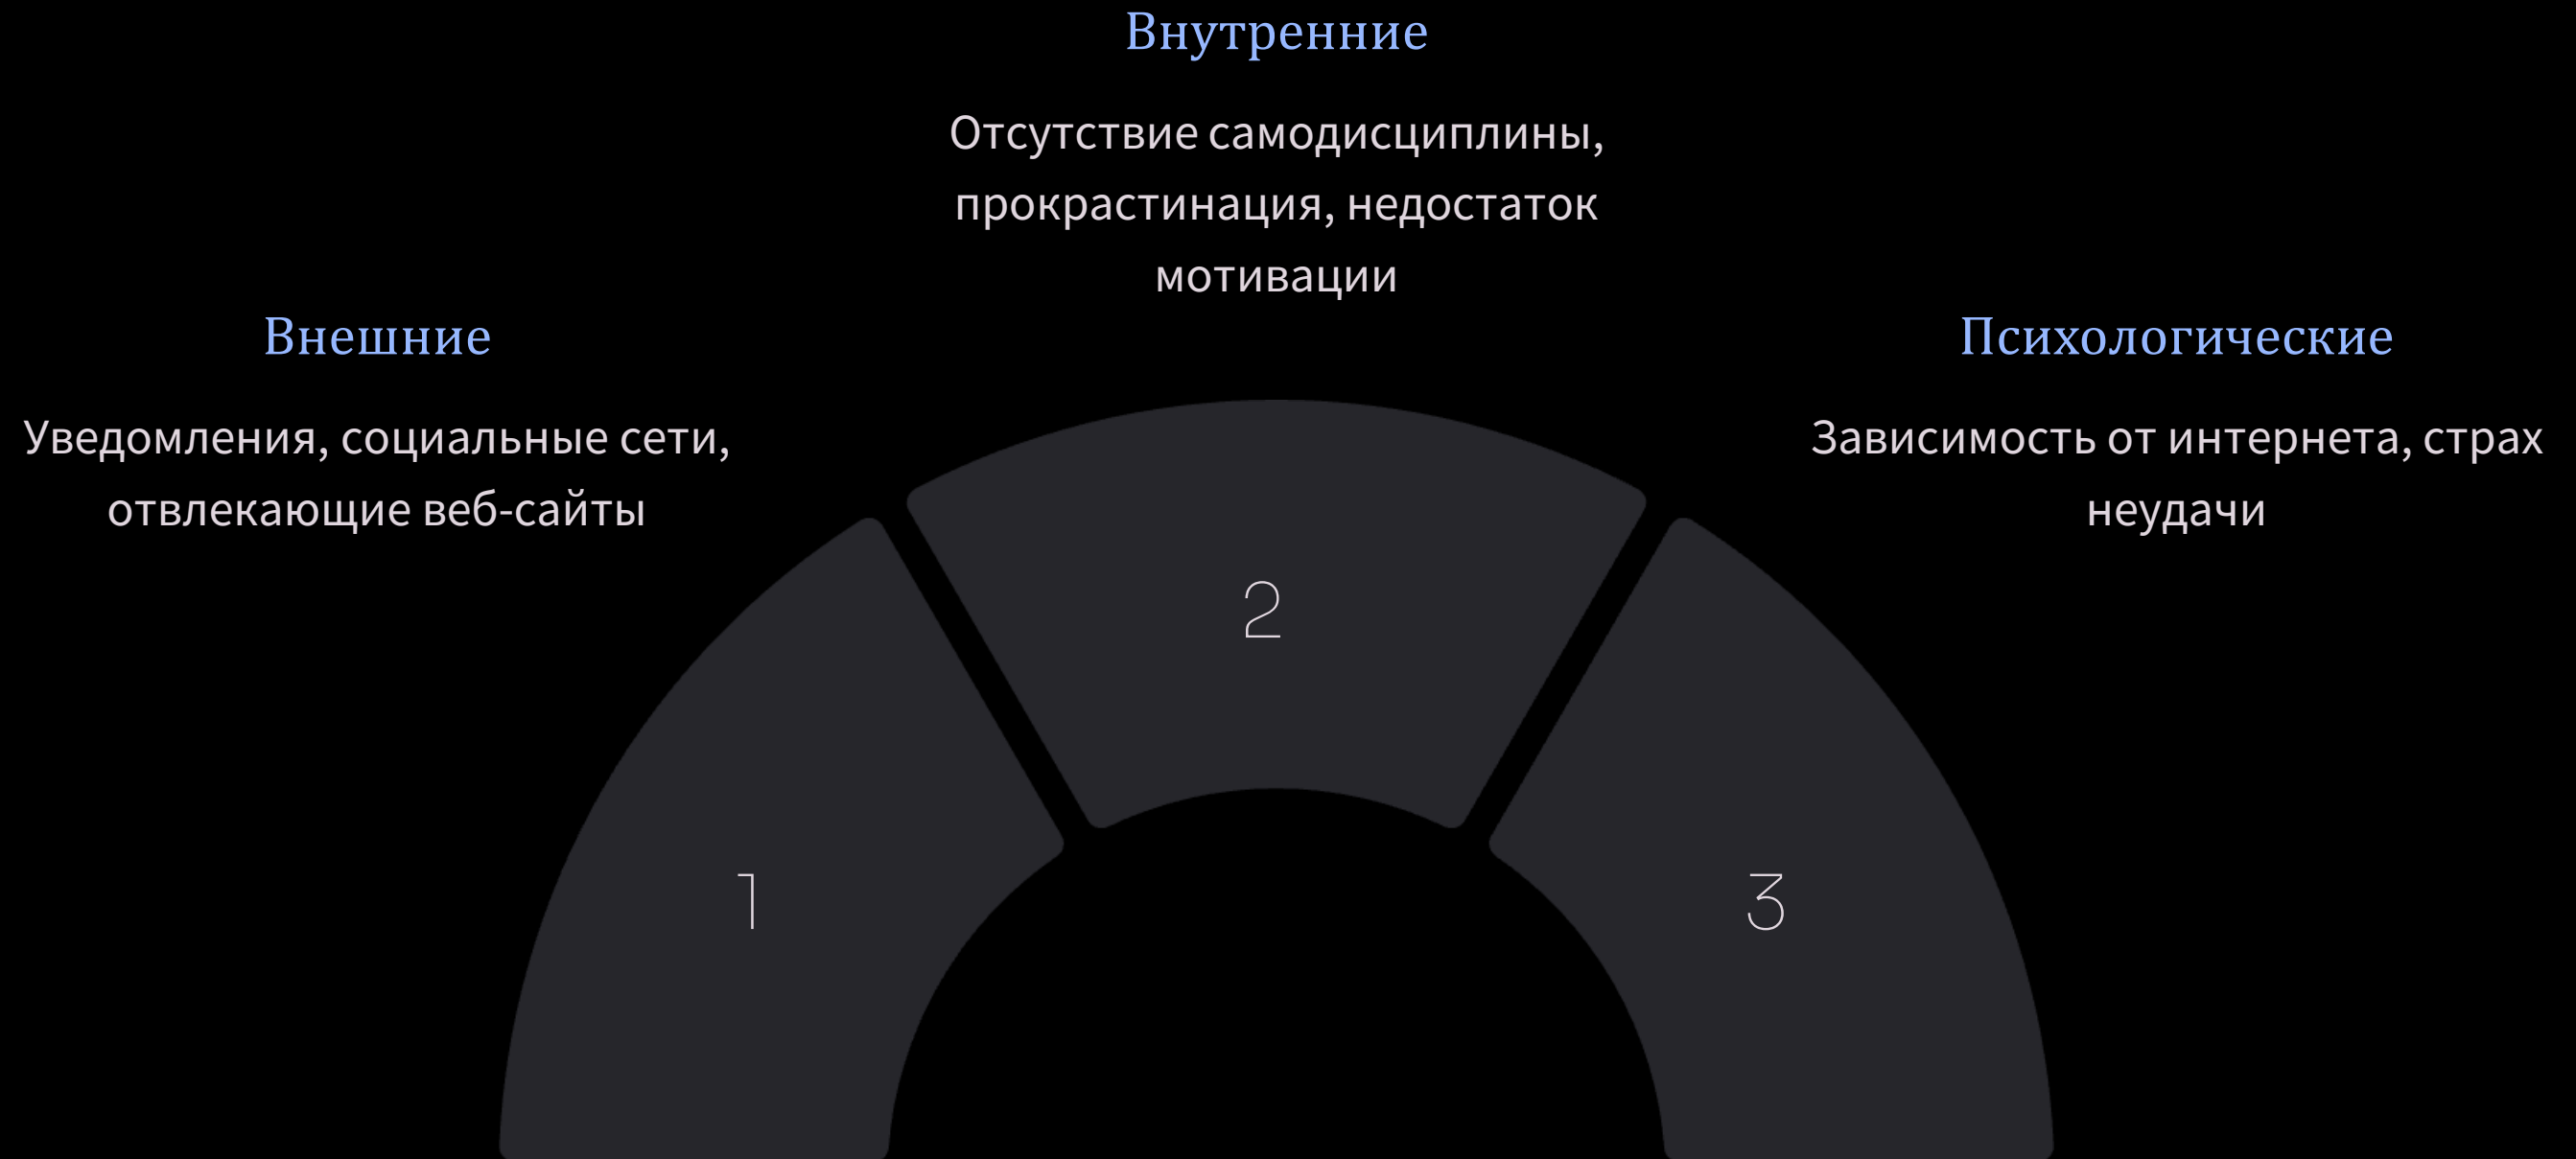 Внутренние
Отсутствие самодисциплины,
прокрастинация, недостаток
мотивации
Внешние
Уведомления, социальные сети,
отвлекающие веб-сайты
Психологические
Зависимость от интернета, страх
неудачи
2
1
3